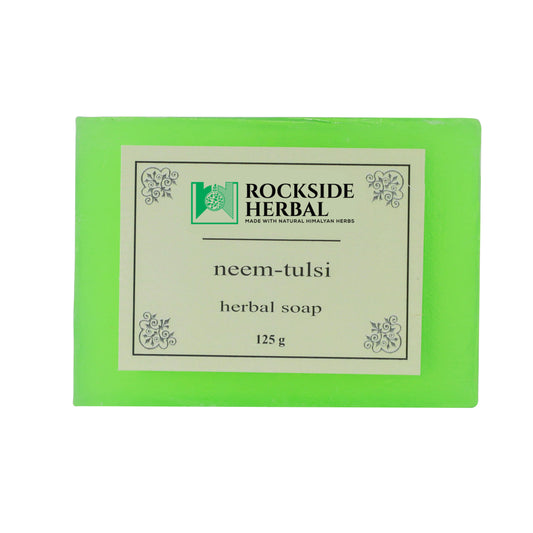 ROCKSIDE
HERBAL
MADE WITH NATURAL HIMALYAN HERBS
neem-tulsi
herbal soap
125 g